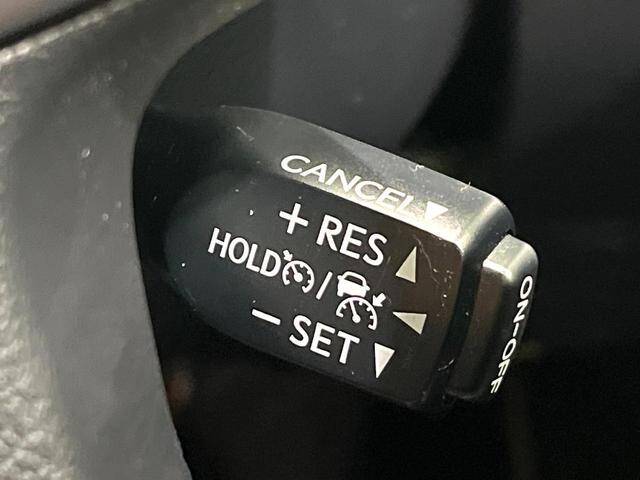 CANCEL▼
+ RES ▲
HOLD /
− SET ▼
ON-OFF